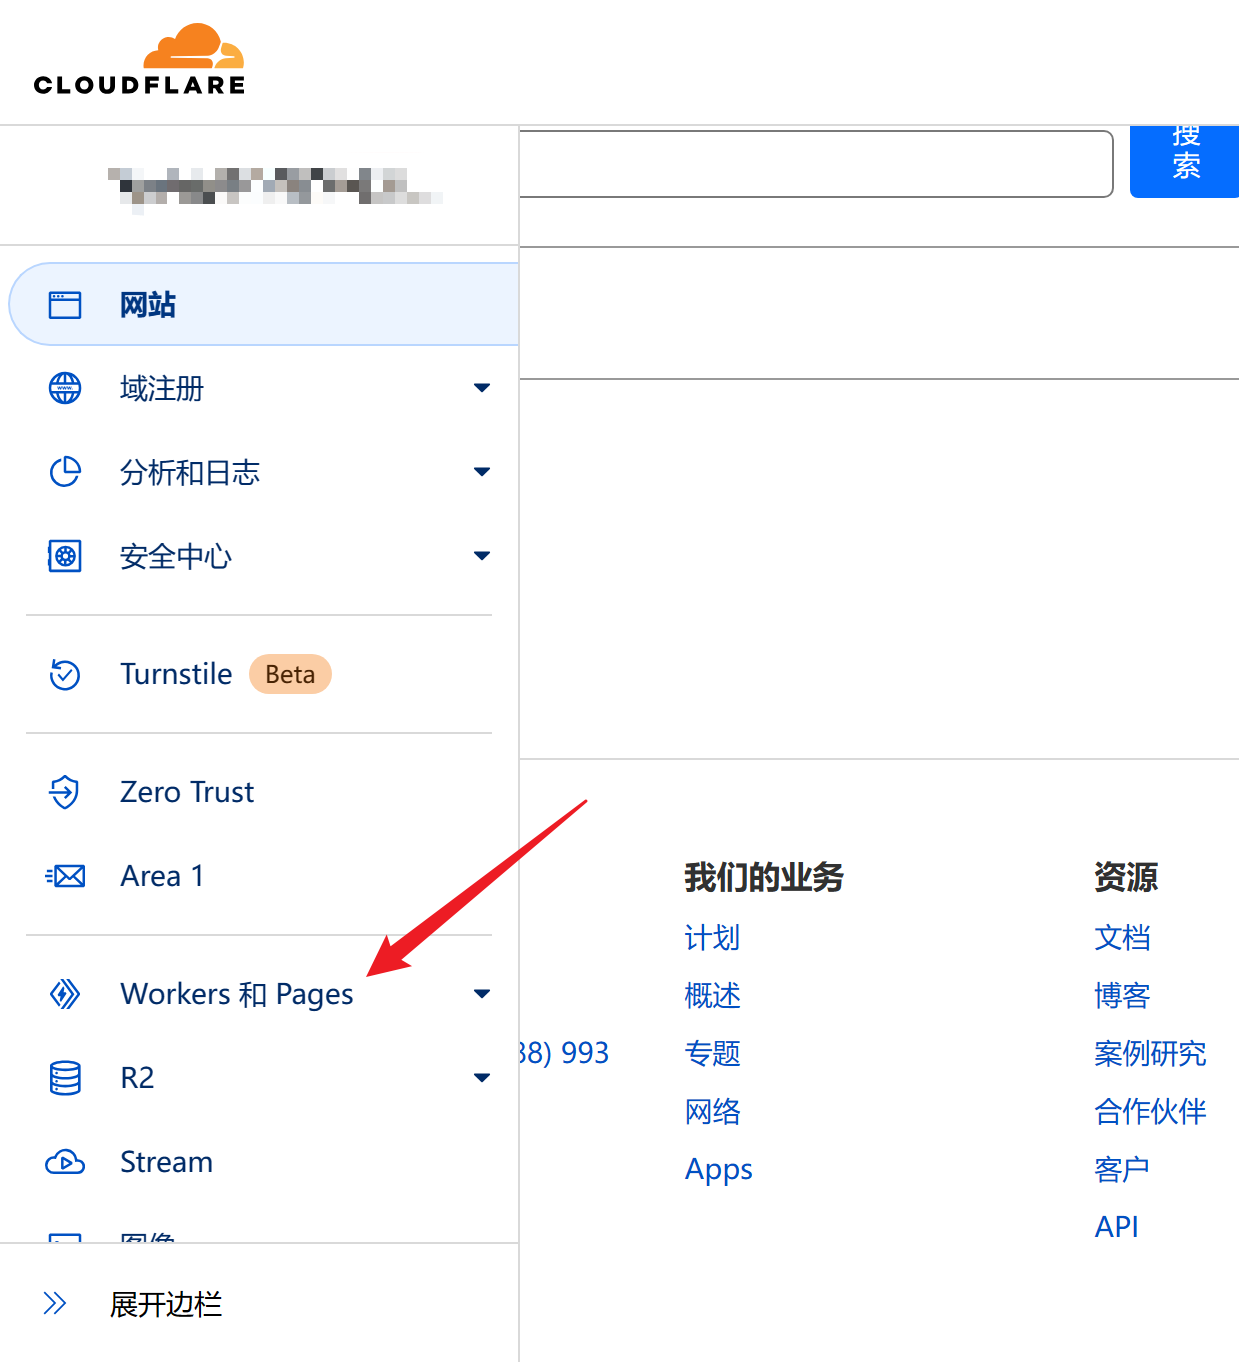 CLOUDFLARE
搜
索
网站
域注册
分析和日志
安全中心
Turnstile Beta
Zero Trust
Area 1
Workers 和 Pages
R2
Stream
图像
展开边栏
38) 993
我们的业务
计划
概述
专题
网络
Apps
资源
文档
博客
案例研究
合作伙伴
客户
API